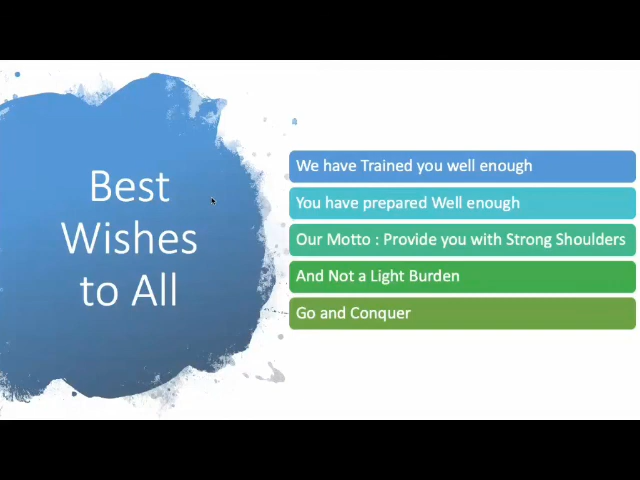 Best
Wishes
to All
We have Trained you well enough
You have prepared Well enough
Our Motto : Provide you with Strong Shoulders
And Not a Light Burden
Go and Conquer